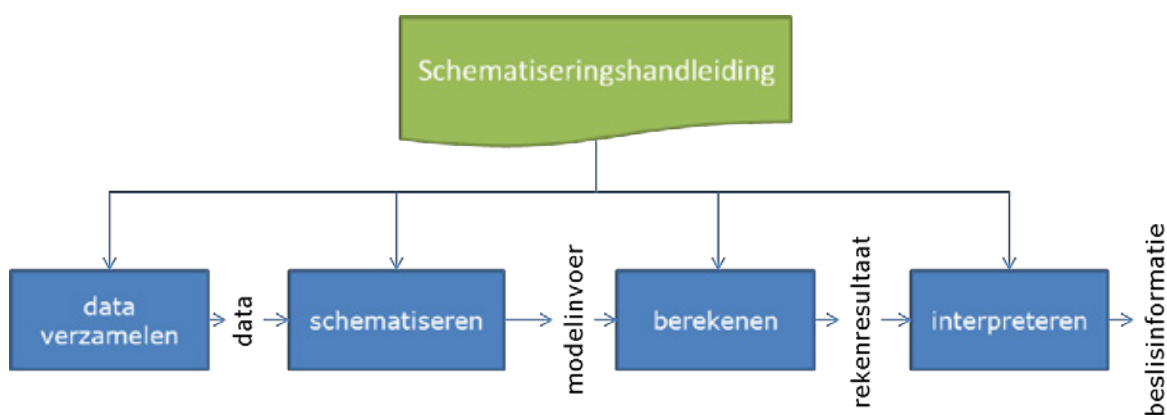 Schematiseringshandleiding
data
verzamelen
data
schematiseren
modelinvoer
berekenen
rekenresultaat
interpreteren
beslisinformatie